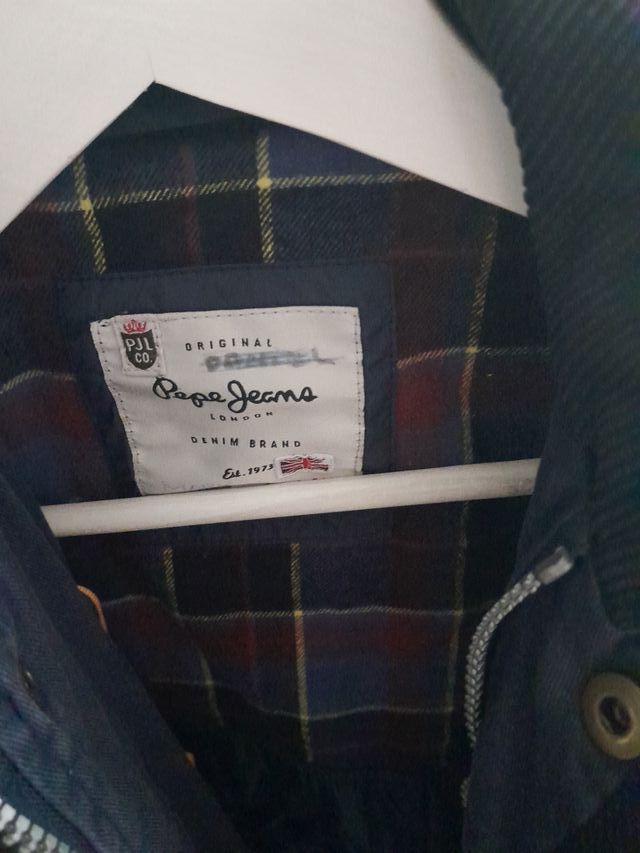 PJL
CO.
ORIGINAL
Pepe Jeans
LONDON
DENIM BRAND
Est. 1973